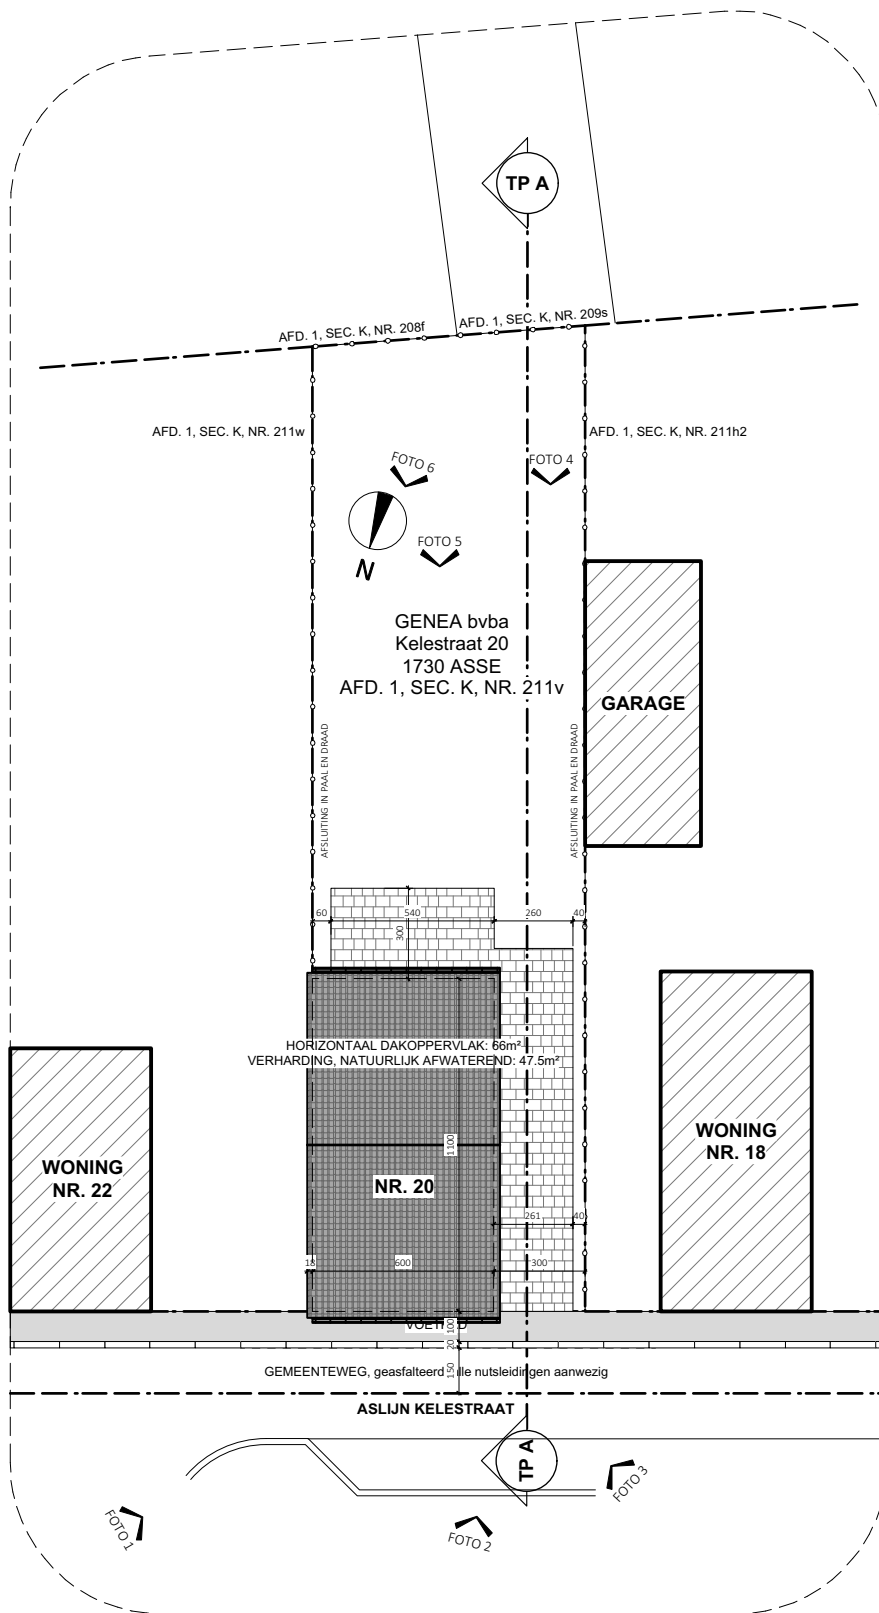 TP A
AFD. 1, SEC. K, NR. 208f
AFD. 1, SEC. K, NR. 209s
AFD. 1, SEC. K, NR. 211w
AFD. 1, SEC. K, NR. 211h2
FOTO 6
FOTO 4
FOTO 5
N
GENEA bvba
Kelestraat 20
1730 ASSE
AFD. 1, SEC. K, NR. 211v
GARAGE
AFSLUITING IN PAAL EN DRAAD
AFSLUITING IN PAAL EN DRAAD
60
540
260
40
300
HORIZONTAAL DAKOPPERVLAK: 66m²
VERHARDING, NATUURLIJK AFWATEREND: 47.5m²
1100
WONING
NR. 22
NR. 20
WONING
NR. 18
261
40
18
600
300
100
20
150
GEMEENTEWEG, geasfalteerd
nutsleidingen aanwezig
ASLIJN KELESTRAAT
TP A
FOTO 1
FOTO 2
FOTO 3